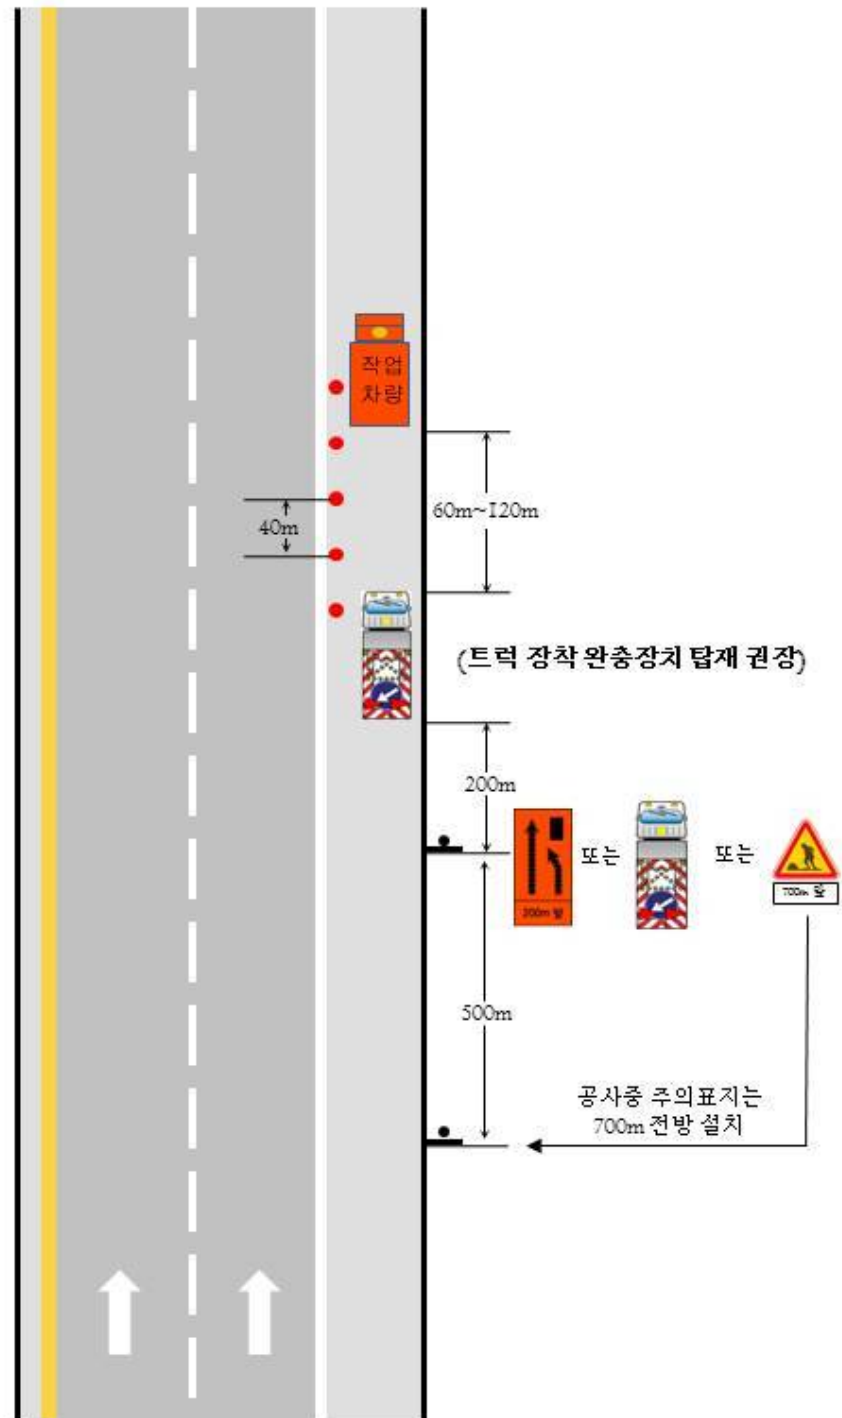 작업
차량
60m~120m
40m
(트럭 장착 완충장치 탑재 권장)
200m
또는
또는
200m 앞
700m 앞
500m
공사중 주의표지는
700m 전방 설치